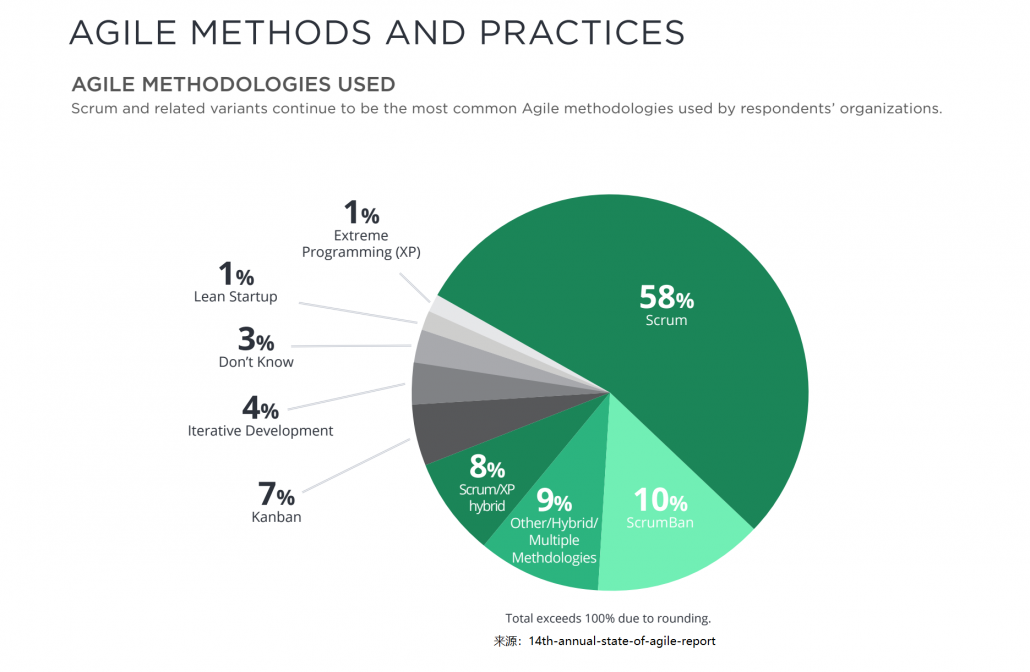 AGILE METHODS AND PRACTICES
AGILE METHODOLOGIES USED
Scrum and related variants continue to be the most common Agile methodologies used by respondents’ organizations.
1%
Extreme
Programming (XP)
1%
Lean Startup
3%
Don’t Know
4%
Iterative Development
7%
Kanban
8%
Scrum/XP
hybrid
9%
Other/Hybrid/
Multiple
Methdologies
10%
ScrumBan
58%
Scrum
Total exceeds 100% due to rounding.
来源：14th-annual-state-of-agile-report